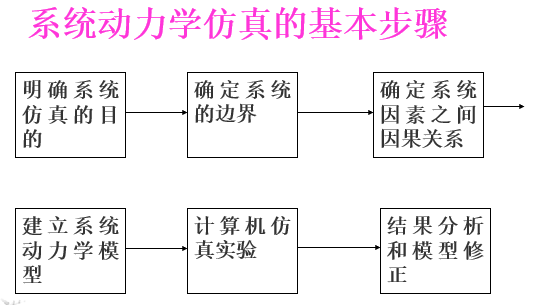 系统动力学仿真的基本步骤
明确系统
仿真的目
的
确定系统
的边界
确定系统
因素之间
因果关系
建立系统
动力学模
型
计算机仿
真实验
结果分析
和模型修
正